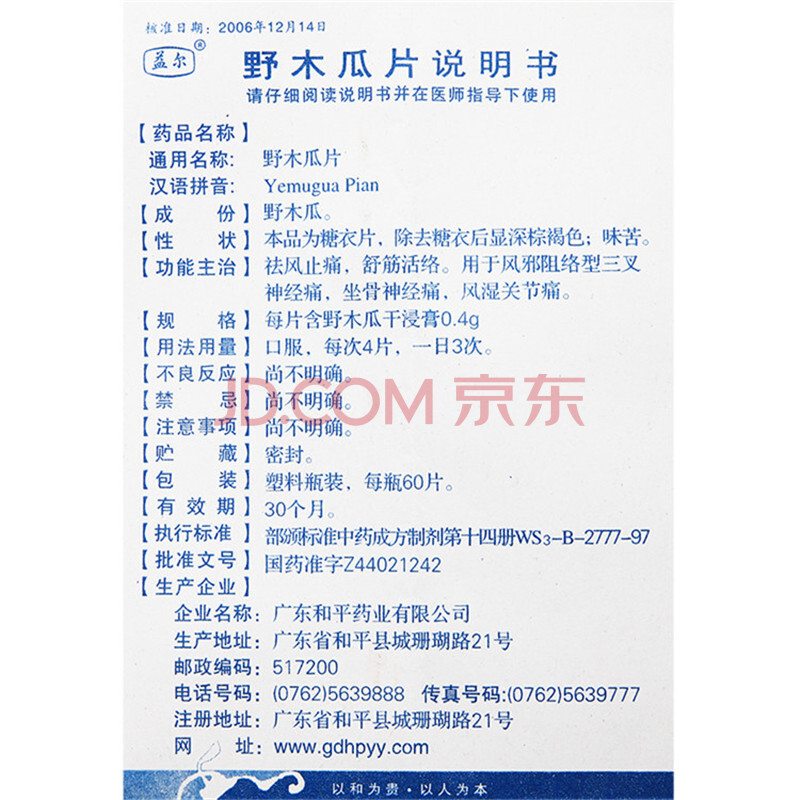 核准日期：2006年12月14日
益尔®
野木瓜片说明书
请仔细阅读说明书并在医师指导下使用
【药品名称】
通用名称：野木瓜片
汉语拼音：Yemugua Pian
【成份】野木瓜。
【性状】本品为糖衣片，除去糖衣后显深棕褐色；味苦。
【功能主治】祛风止痛，舒筋活络。用于风邪阻络型三叉
神经痛，坐骨神经痛，风湿关节痛。
【规格】每片含野木瓜干浸膏0.4g
【用法用量】口服，每次4片，一日3次。
【不良反应】尚不明确。
【禁忌】尚不明确。
JD.COM 京东
【注意事项】尚不明确。
【贮藏】密封。
【包装】塑料瓶装，每瓶60片。
【有效期】30个月。
【执行标准】部颁标准中药成方制剂第十四册WS3-B-2777-97
【批准文号】国药准字Z44021242
【生产企业】
企业名称：广东和平药业有限公司
生产地址：广东省和平县城珊瑚路21号
邮政编码：517200
电话号码：(0762)5639888 传真号码:(0762)5639777
注册地址：广东省和平县城珊瑚路21号
网址：www.gdhpyy.com
以和为贵·以人为本